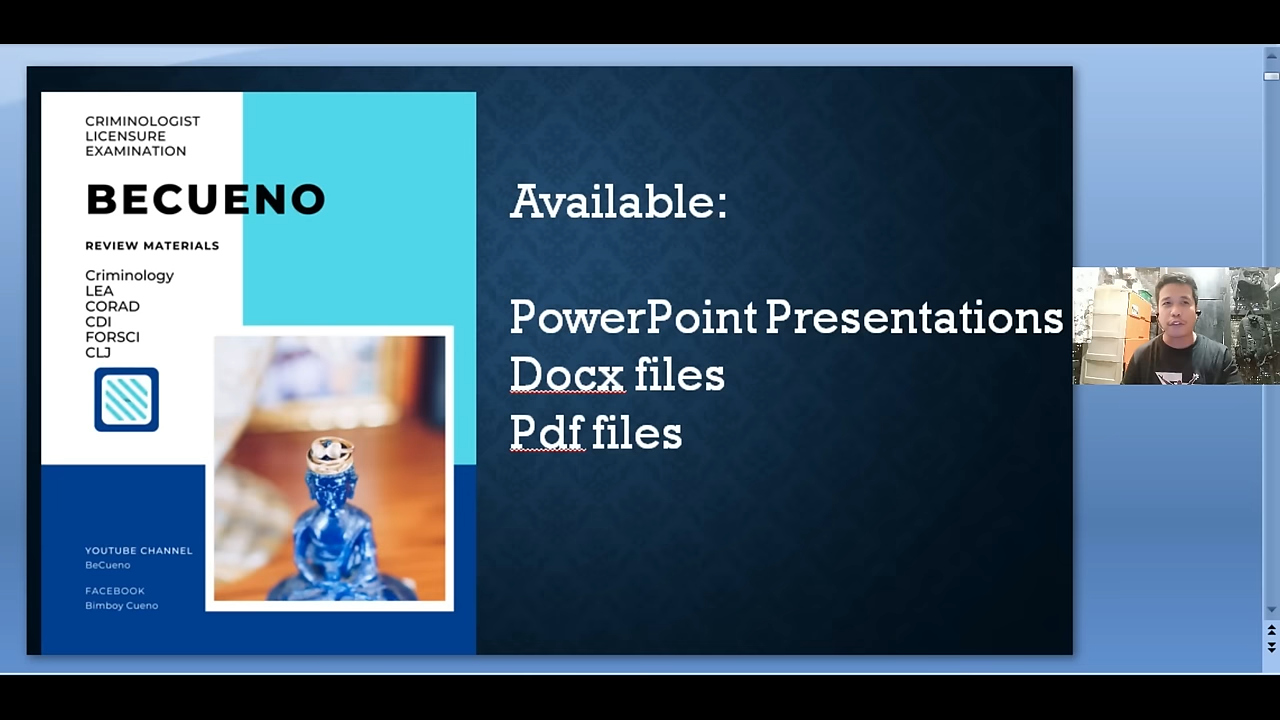 CRIMINOLOGIST
LICENSURE
EXAMINATION
BECUENO
REVIEW MATERIALS
Criminology
LEA
CORAD
CDI
FORSCI
CLJ
YOUTUBE CHANNEL
BeCueno
FACEBOOK
Bimboy Cueno
Available:
PowerPoint Presentations
Docx files
Pdf files